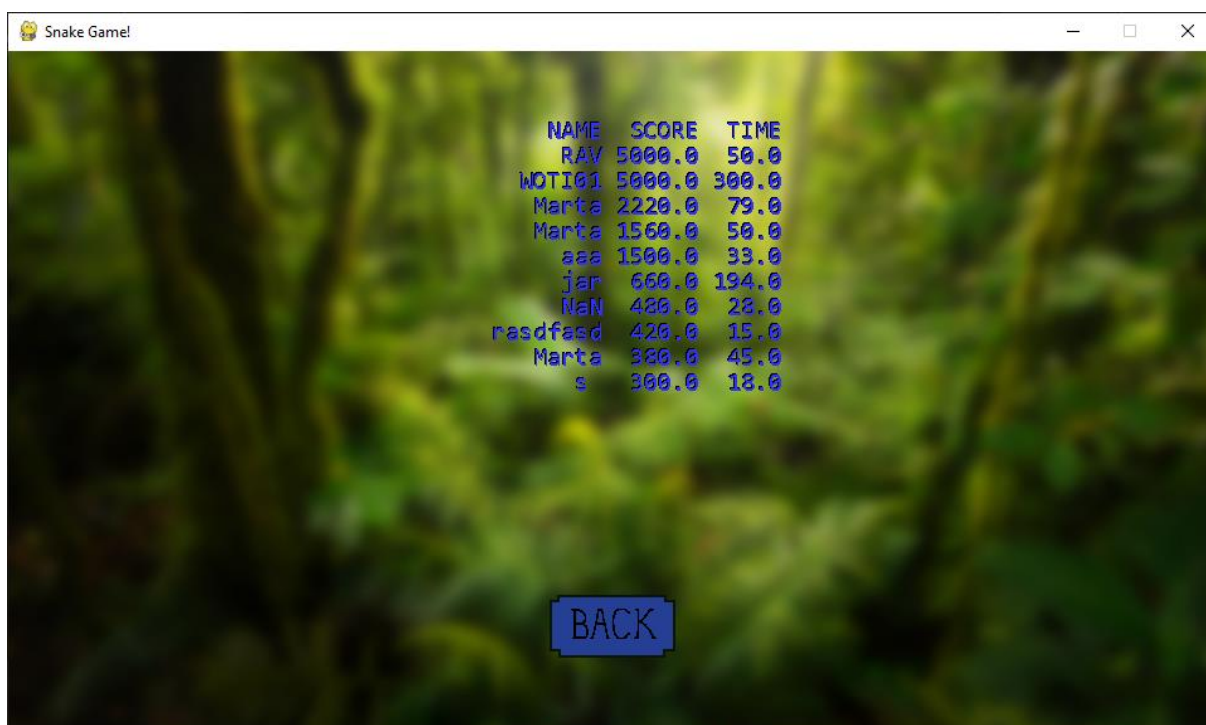 Snake Game!
NAME SCORE TIME
RAV 5000.0 50.0
WOTI01 5000.0 300.0
Marta 2220.0 79.0
Marta 1560.0 50.0
aaa 1500.0 33.0
jar 660.0 194.0
NaN 480.0 28.0
rasdfasd 420.0 15.0
Marta 380.0 45.0
s 300.0 18.0
BACK